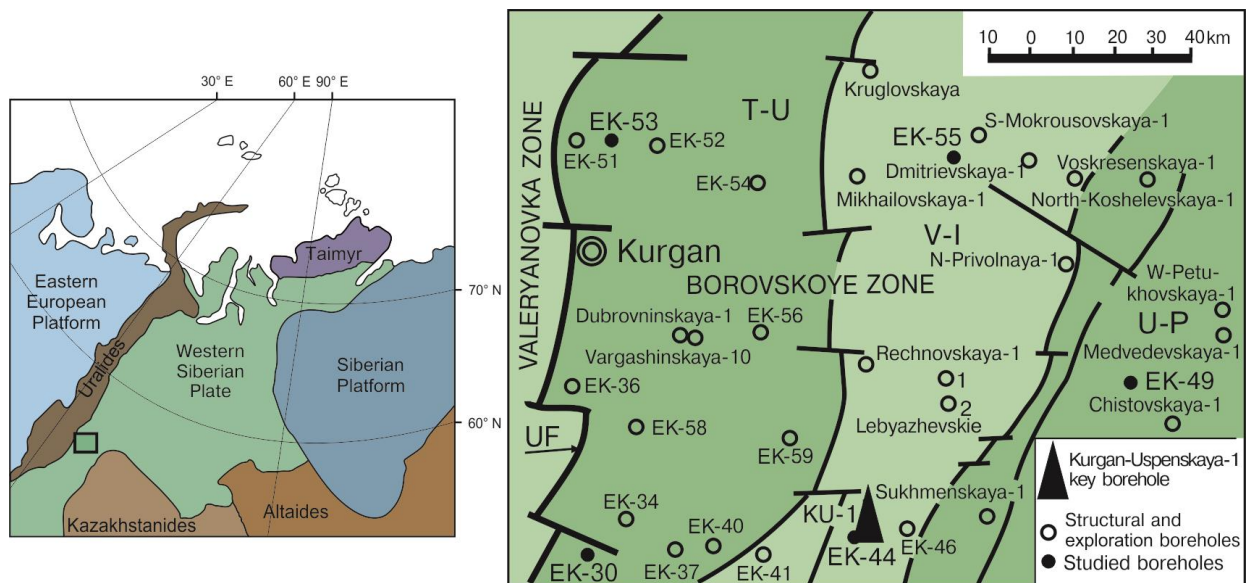 30° E
60° E
90° E
Taimyr
Eastern
European
Platform
Uralides
Western
Siberian
Plate
Siberian
Platform
70° N
60° N
Kazakhstanides
Altaides
10 0 10 20 30 40 km
VALERYANOVKA ZONE
T-U
Kruglovskaya
EK-53
EK-51
EK-52
EK-54
S-Mokrousovskaya-1
EK-55
Dmitrievskaya-1
Voskresenskaya-1
Mikhailovskaya-1
North-Koshelevskaya-1
V-I
N-Privolnaya-1
Kurgan
BOROVSKOYE ZONE
W-Petu-
khovskaya-1
U-P
Medvedevskaya-1
Dubrovninskaya-1
EK-56
Vargashinskaya-10
Rechnovskaya-1
1
2
Lebyazhevskie
EK-49
Chistovskaya-1
EK-36
UF
EK-58
EK-59
EK-34
EK-40
EK-30
EK-37
EK-41
KU-1
EK-44
EK-46
Sukhmenskaya-1
Kurgan-Uspenskaya-1
key borehole
Structural and
exploration boreholes
Studied boreholes